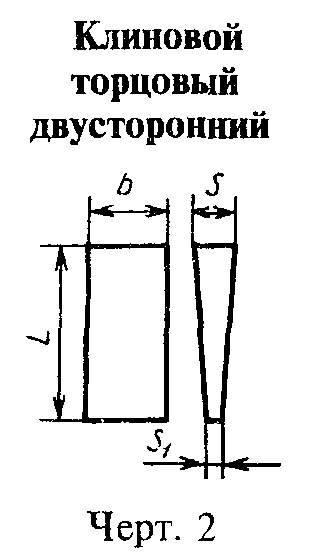 Клиновой
торцовый
двусторонний
b
S
L
S₁
Черт. 2